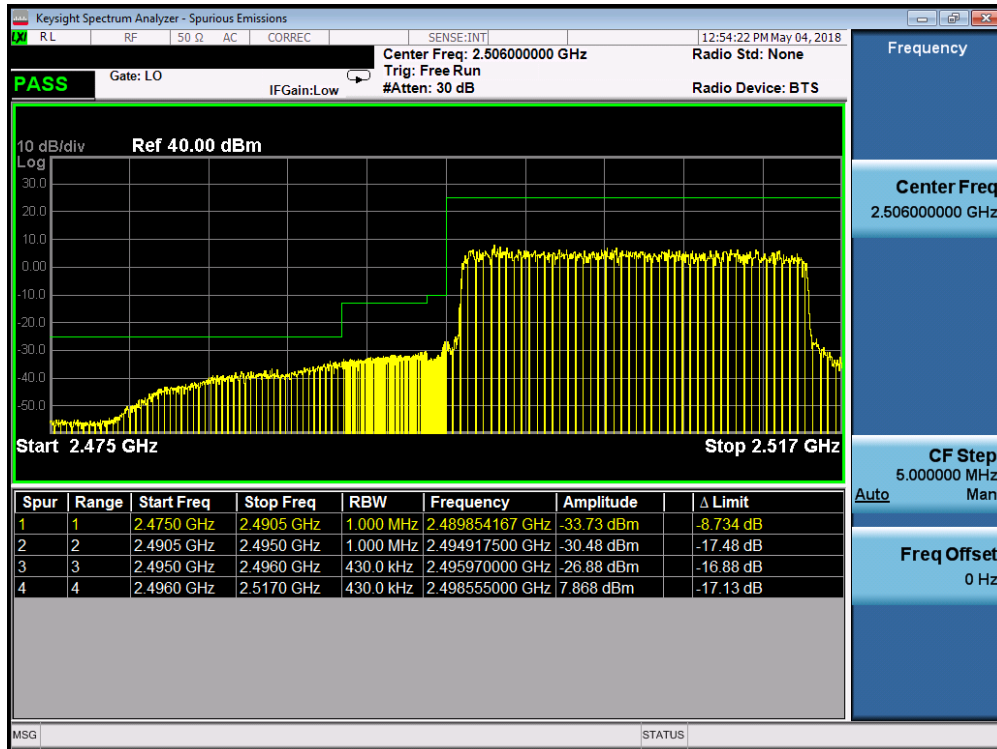 Keysight Spectrum Analyzer - Spurious Emissions
LXI RL RF 50 Ω AC CORREC SENSE:INT 12:54:22 PM May 04, 2018
PASS Gate: LO IFGain:Low
Center Freq: 2.506000000 GHz Radio Std: None
Trig: Free Run
#Atten: 30 dB Radio Device: BTS
10 dB/div Ref 40.00 dBm
Log
30.0
20.0
10.0
0.00
-10.0
-20.0
-30.0
-40.0
-50.0
Start 2.475 GHz Stop 2.517 GHz
Spur Range Start Freq Stop Freq RBW Frequency Amplitude Δ Limit
1 1 2.4750 GHz 2.4905 GHz 1.000 MHz 2.489854167 GHz -33.73 dBm -8.734 dB
2 2 2.4905 GHz 2.4950 GHz 1.000 MHz 2.494917500 GHz -30.48 dBm -17.48 dB
3 3 2.4950 GHz 2.4960 GHz 430.0 kHz 2.495970000 GHz -26.88 dBm -16.88 dB
4 4 2.4960 GHz 2.5170 GHz 430.0 kHz 2.498555000 GHz 7.868 dBm -17.13 dB
Frequency
Center Freq
2.506000000 GHz
CF Step
5.000000 MHz
Auto Man
Freq Offset
0 Hz
MSG STATUS